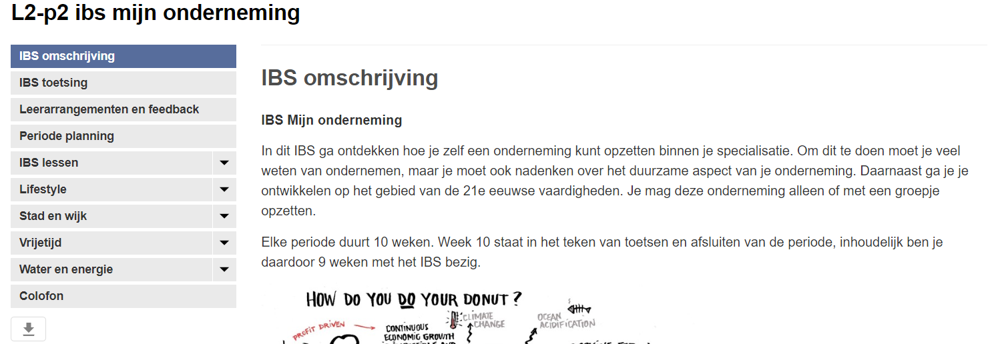 L2-p2 ibs mijn onderneming
IBS omschrijving
IBS toetsing
Leerarrangementen en feedback
Periode planning
IBS lessen
Lifestyle
Stad en wijk
Vrijetijd
Water en energie
Colofon
IBS omschrijving
IBS Mijn onderneming
In dit IBS ga ontdekken hoe je zelf een onderneming kunt opzetten binnen je specialisatie. Om dit te doen moet je veel
weten van ondernemen, maar je moet ook nadenken over het duurzame aspect van je onderneming. Daarnaast ga je je
ontwikkelen op het gebied van de 21e eeuwse vaardigheden. Je mag deze onderneming alleen of met een groepje
opzetten.
Elke periode duurt 10 weken. Week 10 staat in het teken van toetsen en afsluiten van de periode, inhoudelijk ben je
daardoor 9 weken met het IBS bezig.
HOW DO YOU DO YOUR DONUT?
PROFIT DRIVEN
CONTINUOUS
ECONOMIC GROWTH
CLIMATE
CHANGE
OCEAN
ACIDIFICATION